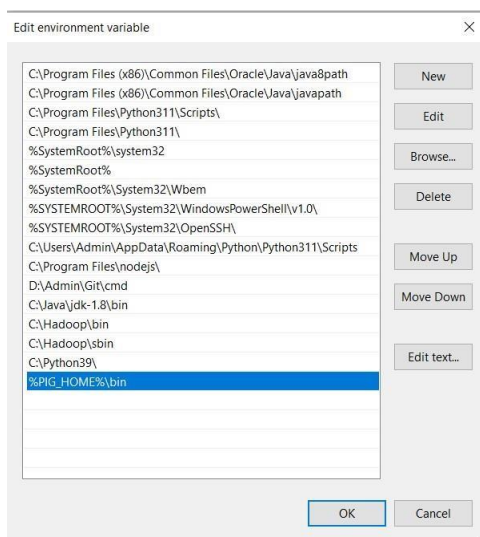 Edit environment variable
C:\Program Files (x86)\Common Files\Oracle\Java\java8path
C:\Program Files (x86)\Common Files\Oracle\Java\javapath
C:\Program Files\Python311\Scripts\
C:\Program Files\Python311\
%SystemRoot%\system32
%SystemRoot%
%SystemRoot%\System32\Wbem
%SYSTEMROOT%\System32\WindowsPowerShell\v1.0\
%SYSTEMROOT%\System32\OpenSSH\
C:\Users\Admin\AppData\Roaming\Python\Python311\Scripts
C:\Program Files\nodejs\
D:\Admin\Git\cmd
C:\Java\jdk-1.8\bin
C:\Hadoop\bin
C:\Hadoop\sbin
C:\Python39\
%PIG_HOME%\bin
New
Edit
Browse...
Delete
Move Up
Move Down
Edit text...
OK
Cancel